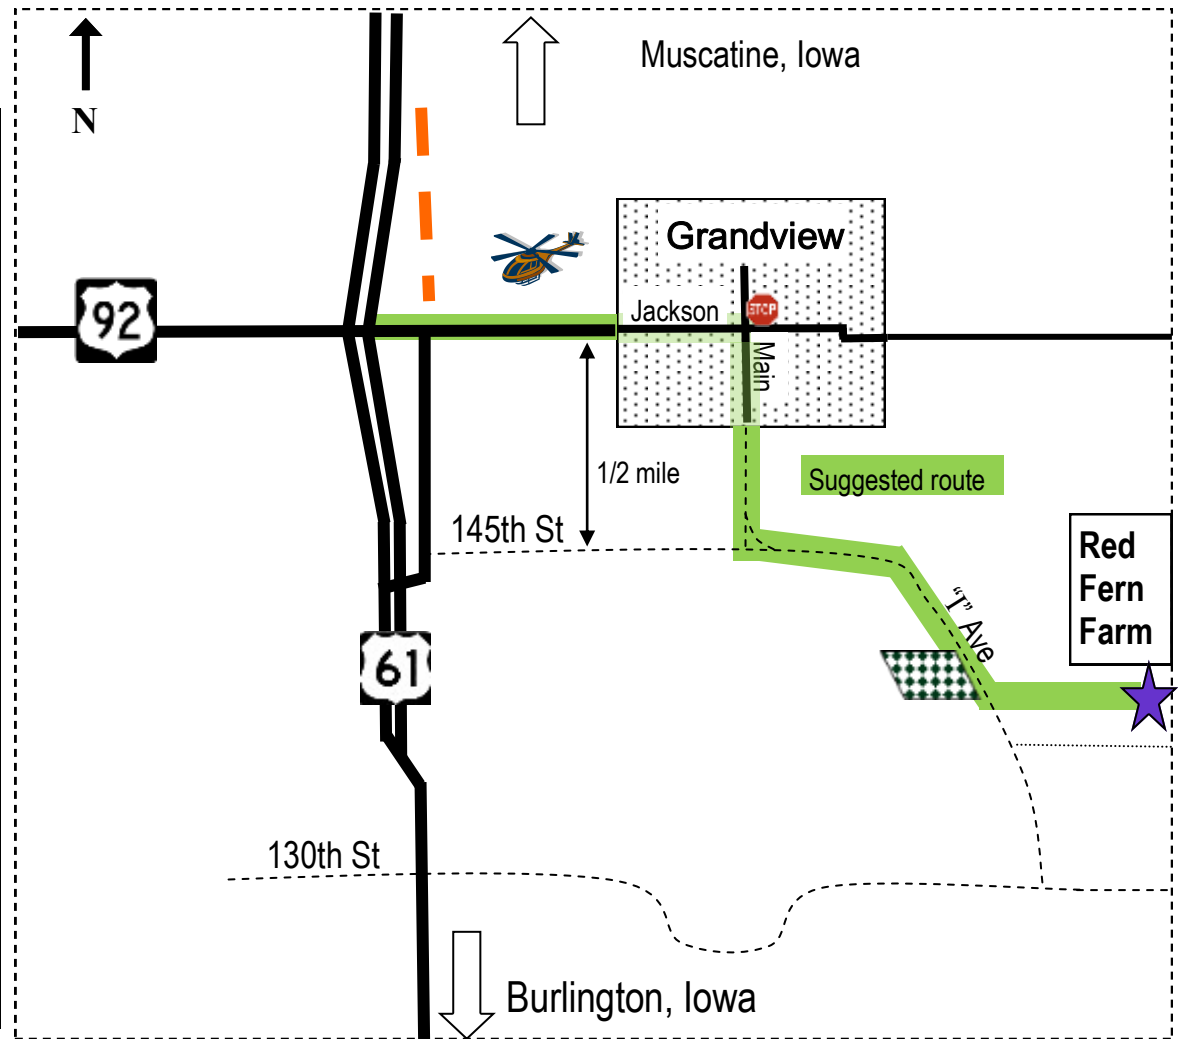 Muscatine, Iowa
N
Grandview
92
Jackson
STOP
Main
1/2 mile
Suggested route
145th St
Red
Fern
Farm
“I” Ave
61
130th St
Burlington, Iowa